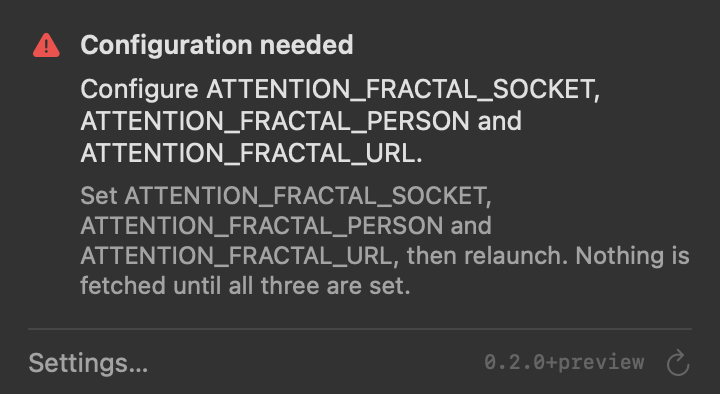 Configuration needed
Configure ATTENTION_FRACTAL_SOCKET,
ATTENTION_FRACTAL_PERSON and
ATTENTION_FRACTAL_URL.
Set ATTENTION_FRACTAL_SOCKET,
ATTENTION_FRACTAL_PERSON and
ATTENTION_FRACTAL_URL, then relaunch. Nothing is
fetched until all three are set.
Settings...
0.2.0+preview